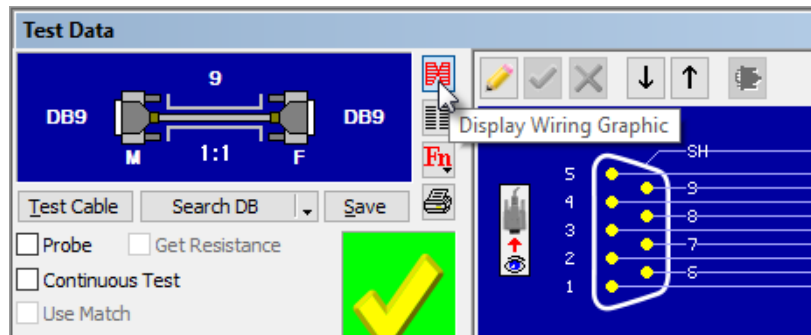 Test Data
9
DB9
DB9
M
1:1
F
Fn
Display Wiring Graphic
Test Cable
Search DB
Save
Probe
Get Resistance
Continuous Test
Use Match
SH
5
9
4
8
3
7
2
6
1